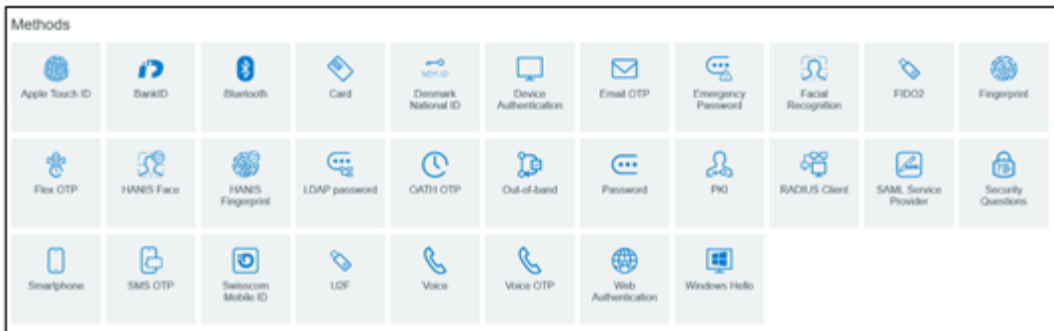 Methods
Apple Touch ID
BankID
Bluetooth
Card
NEM ID
Denmark
National ID
Device
Authentication
Email OTP
Emergency
Password
Facial
Recognition
FIDO2
Fingerprint
Flex OTP
HANIS Face
HANIS
Fingerprint
LDAP password
OATH OTP
Out-of-band
Password
PKI
RADIUS Client
SAML Service
Provider
Security
Questions
Smartphone
SMS OTP
Swisscom
Mobile ID
U2F
Voice
Voice OTP
Web
Authentication
Windows Hello